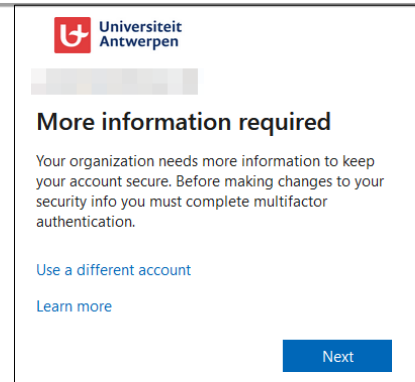 Universiteit
Antwerpen
More information required
Your organization needs more information to keep
your account secure. Before making changes to your
security info you must complete multifactor
authentication.
Use a different account
Learn more
Next